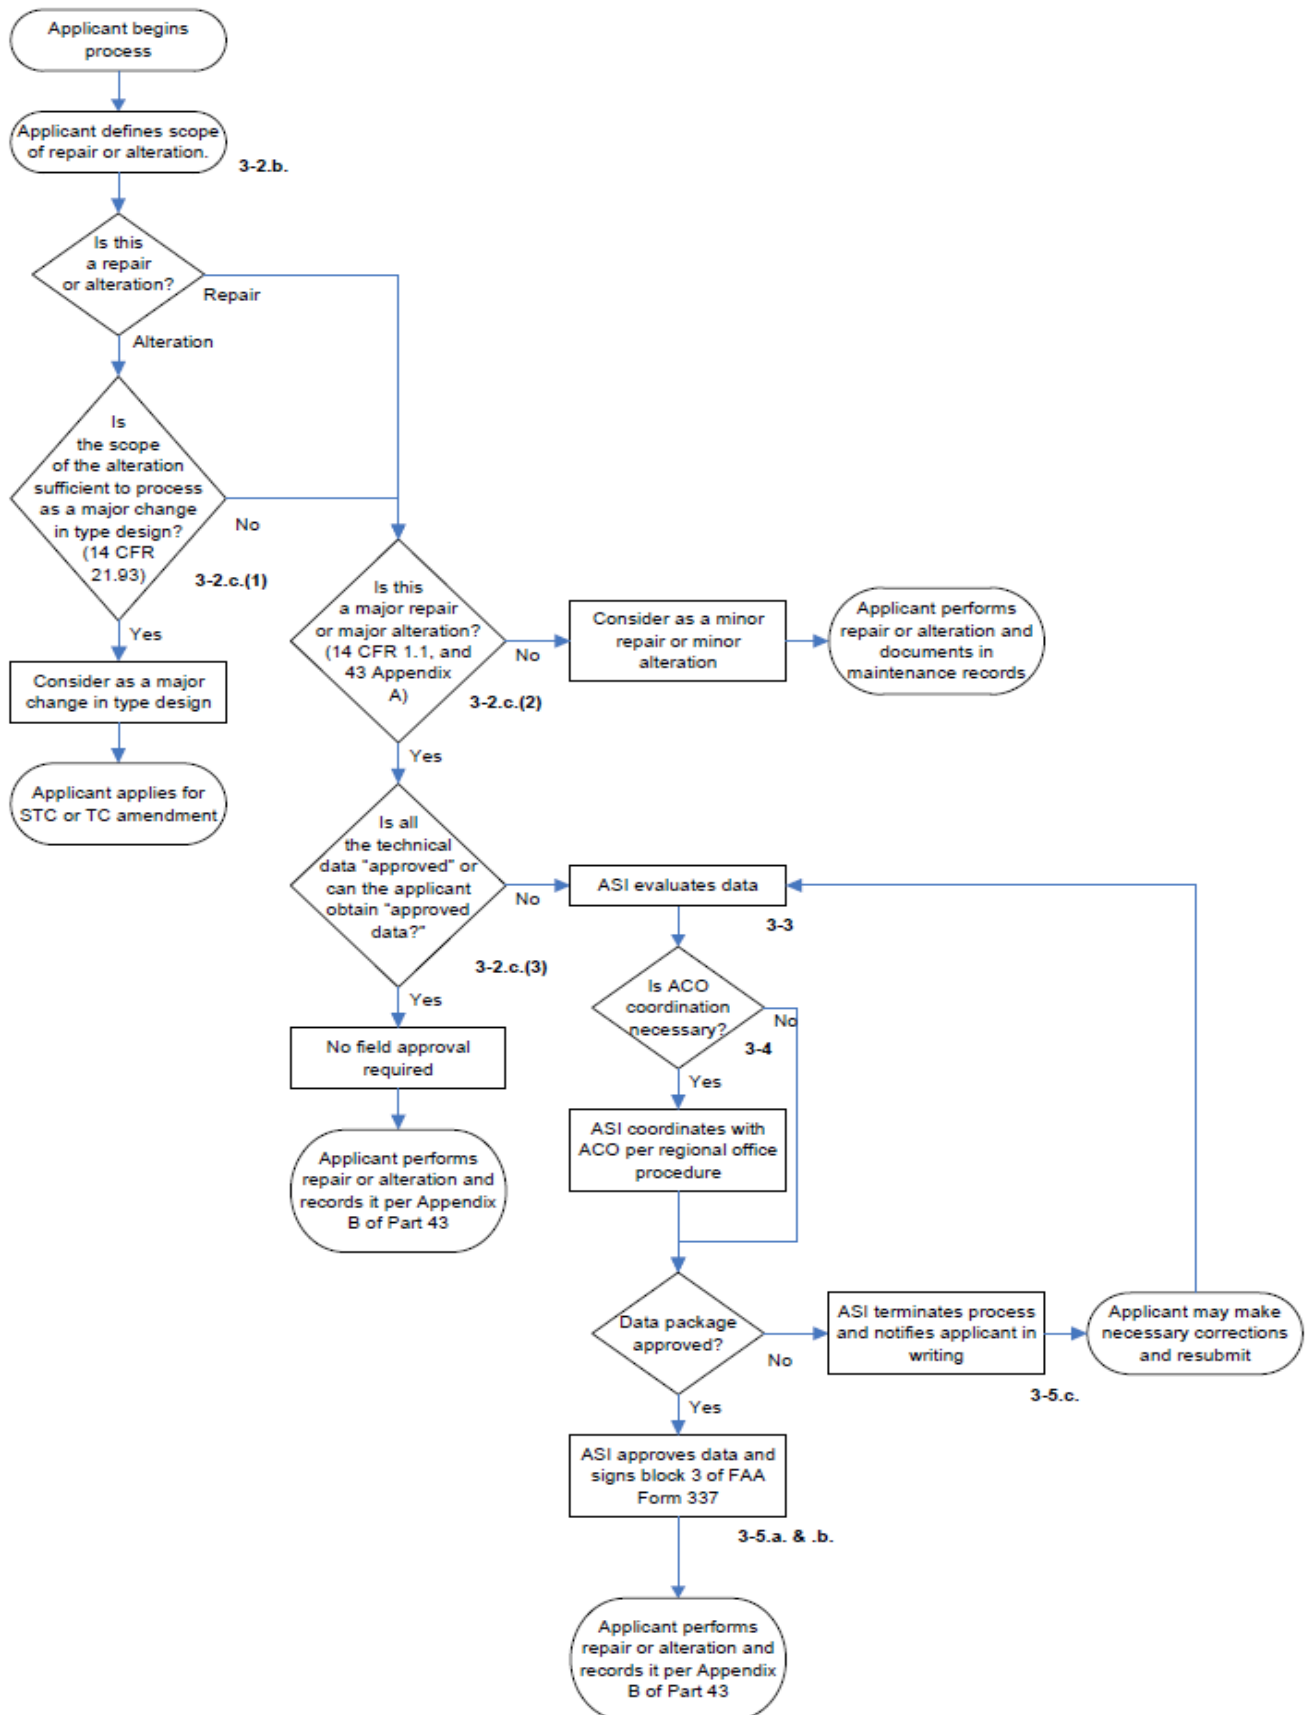 Applicant begins
process
Applicant defines scope
of repair or alteration.
3-2.b.
Is this
a repair
or alteration?
Repair
Alteration
Is
the scope
of the alteration
sufficient to process
as a major change
in type design?
(14 CFR
21.93)
No
3-2.c.(1)
Yes
Consider as a major
change in type design
Applicant applies for
STC or TC amendment
Is this
a major repair
or major alteration?
(14 CFR 1.1, and
43 Appendix
A)
No
3-2.c.(2)
Consider as a minor
repair or minor
alteration
Applicant performs
repair or alteration and
documents in
maintenance records
Yes
Is all
the technical
data "approved" or
can the applicant
obtain "approved
data?"
No
3-2.c.(3)
Yes
No field approval
required
Applicant performs
repair or alteration and
records it per Appendix
B of Part 43
ASI evaluates data
3-3
Is ACO
coordination
necessary?
No
3-4
Yes
ASI coordinates with
ACO per regional office
procedure
Data package
approved?
No
ASI terminates process
and notifies applicant in
writing
3-5.c.
Applicant may make
necessary corrections
and resubmit
Yes
ASI approves data and
signs block 3 of FAA
Form 337
3-5.a. & .b.
Applicant performs
repair or alteration and
records it per Appendix
B of Part 43